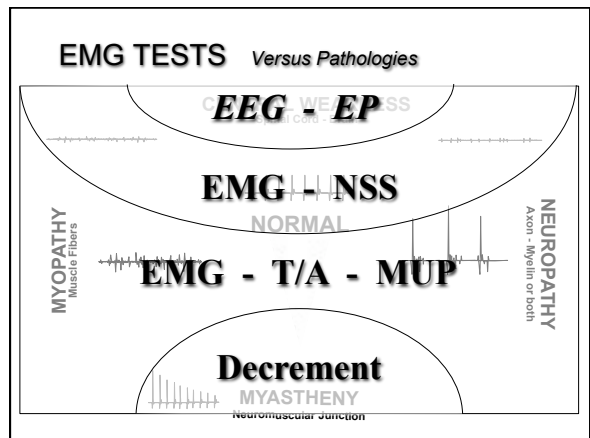 EMG TESTS Versus Pathologies
WEAKNESS
EEG - EP
EMG - NSS
NORMAL
MYOPATHY
Muscle Fibers
EMG - T/A - MUP
NEUROPATHY
Axon - Myelin or both
Decrement
MYASTHENY
Neuromuscular Junction